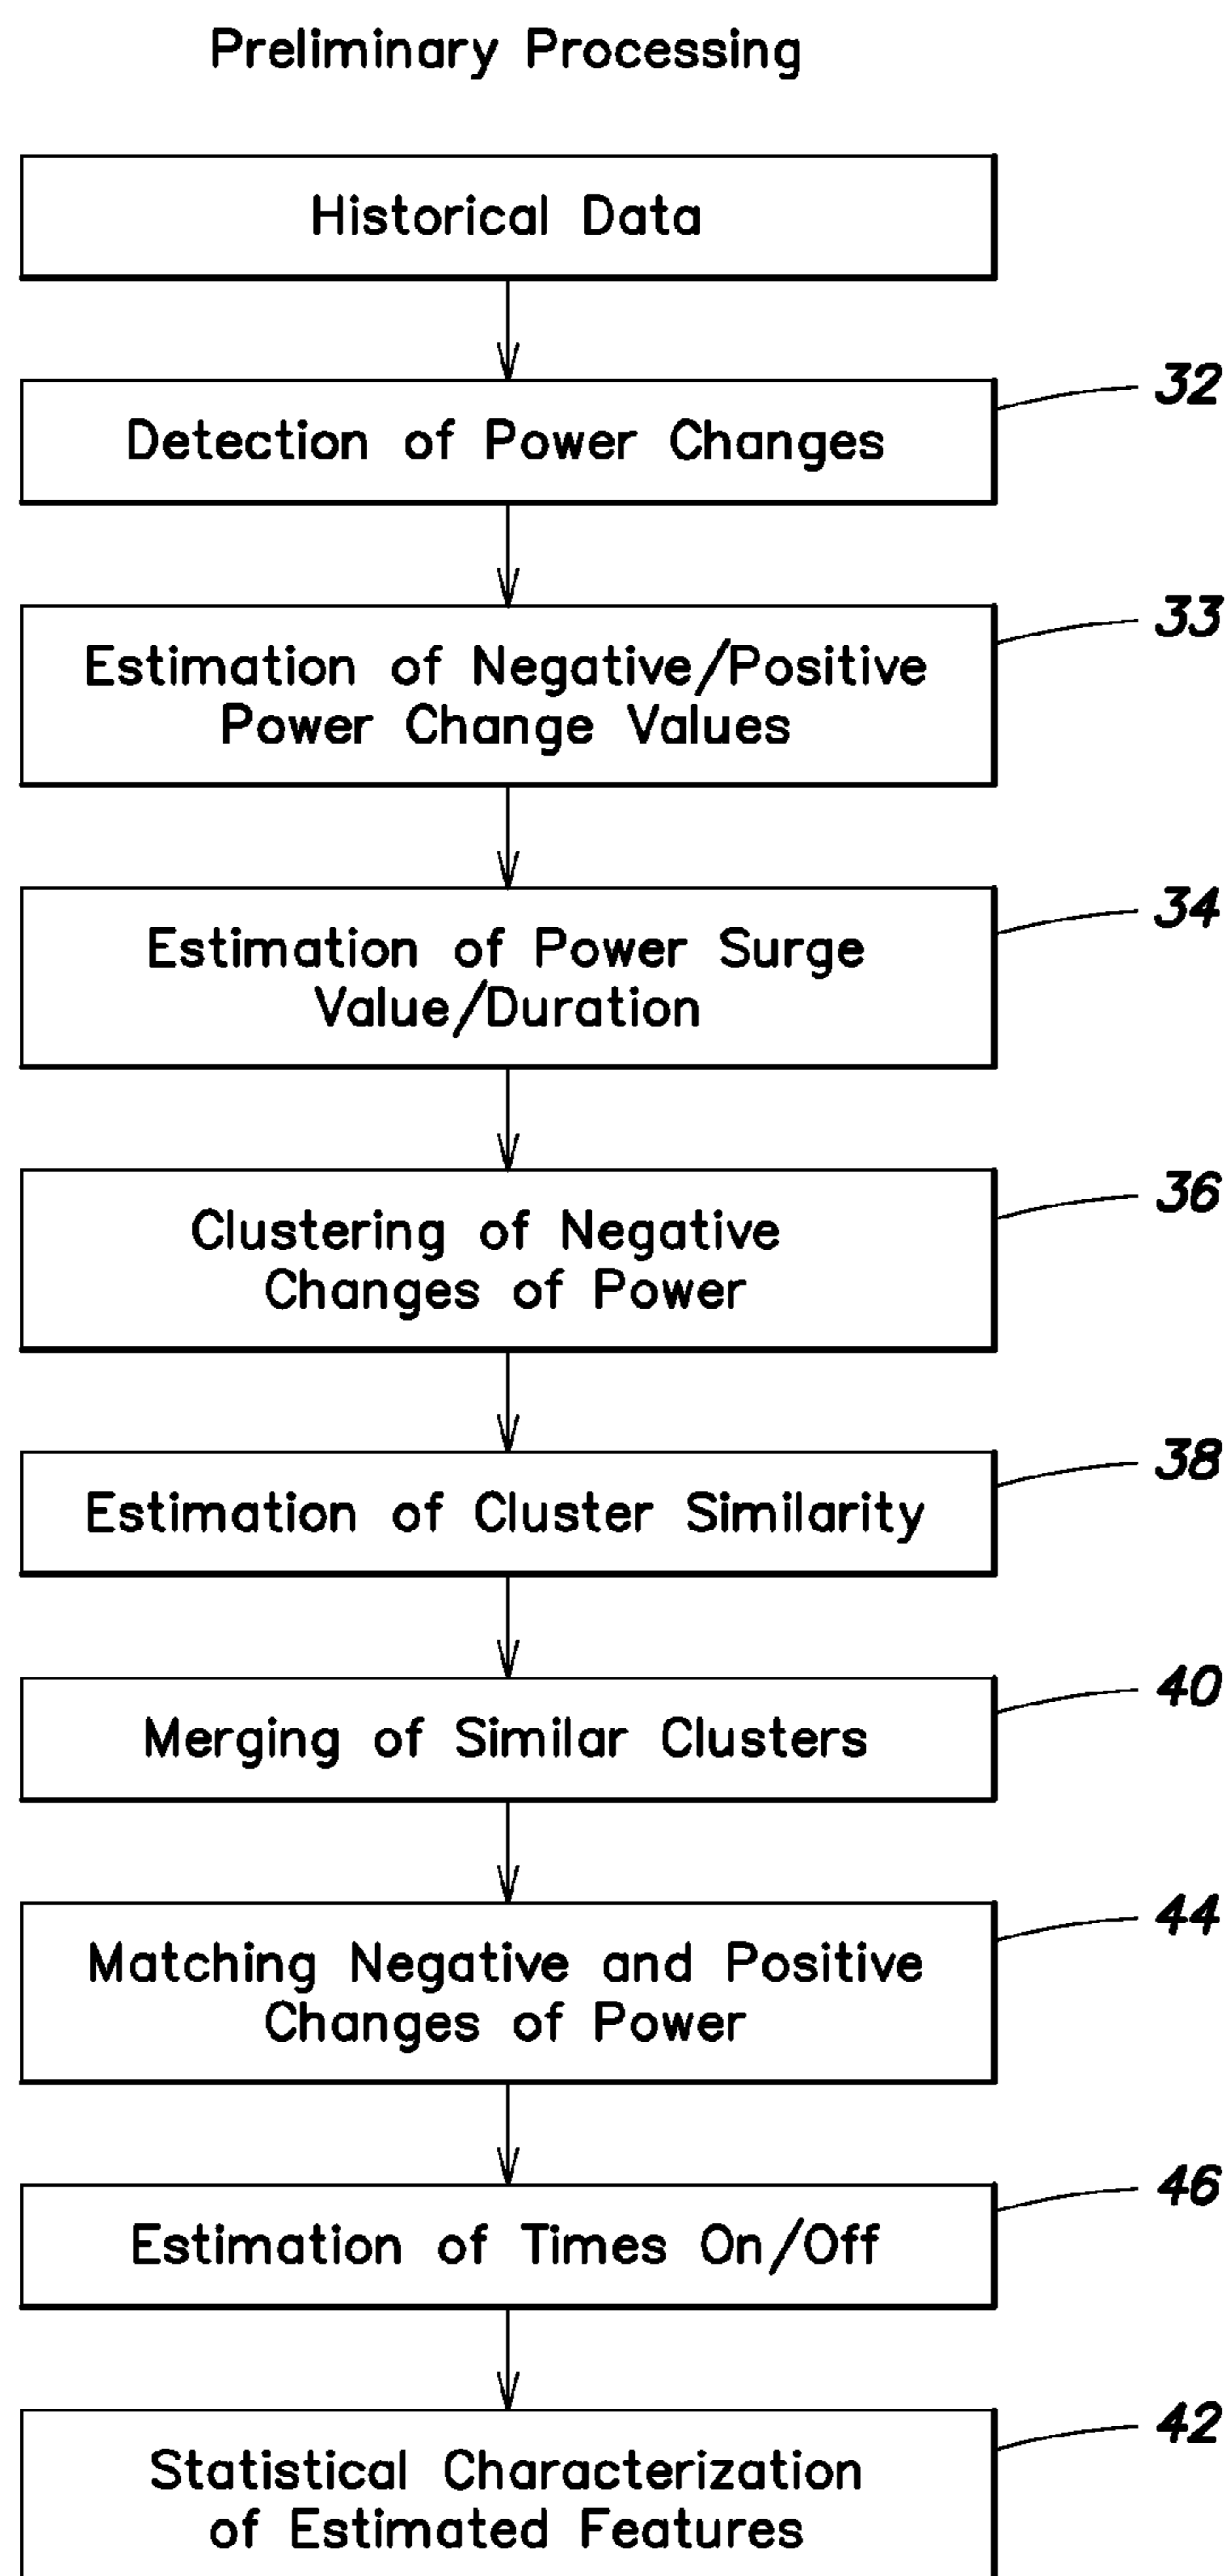 Preliminary Processing
Historical Data
Detection of Power Changes
32
Estimation of Negative/Positive
Power Change Values
33
Estimation of Power Surge
Value/Duration
34
Clustering of Negative
Changes of Power
36
Estimation of Cluster Similarity
38
Merging of Similar Clusters
40
Matching Negative and Positive
Changes of Power
44
Estimation of Times On/Off
46
Statistical Characterization
of Estimated Features
42